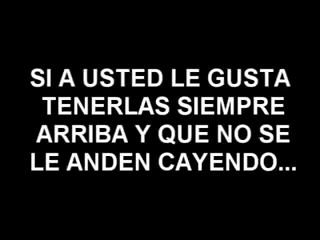 SI A USTED LE GUSTA
TENERLAS SIEMPRE
ARRIBA Y QUE NO SE
LE ANDEN CAYENDO...